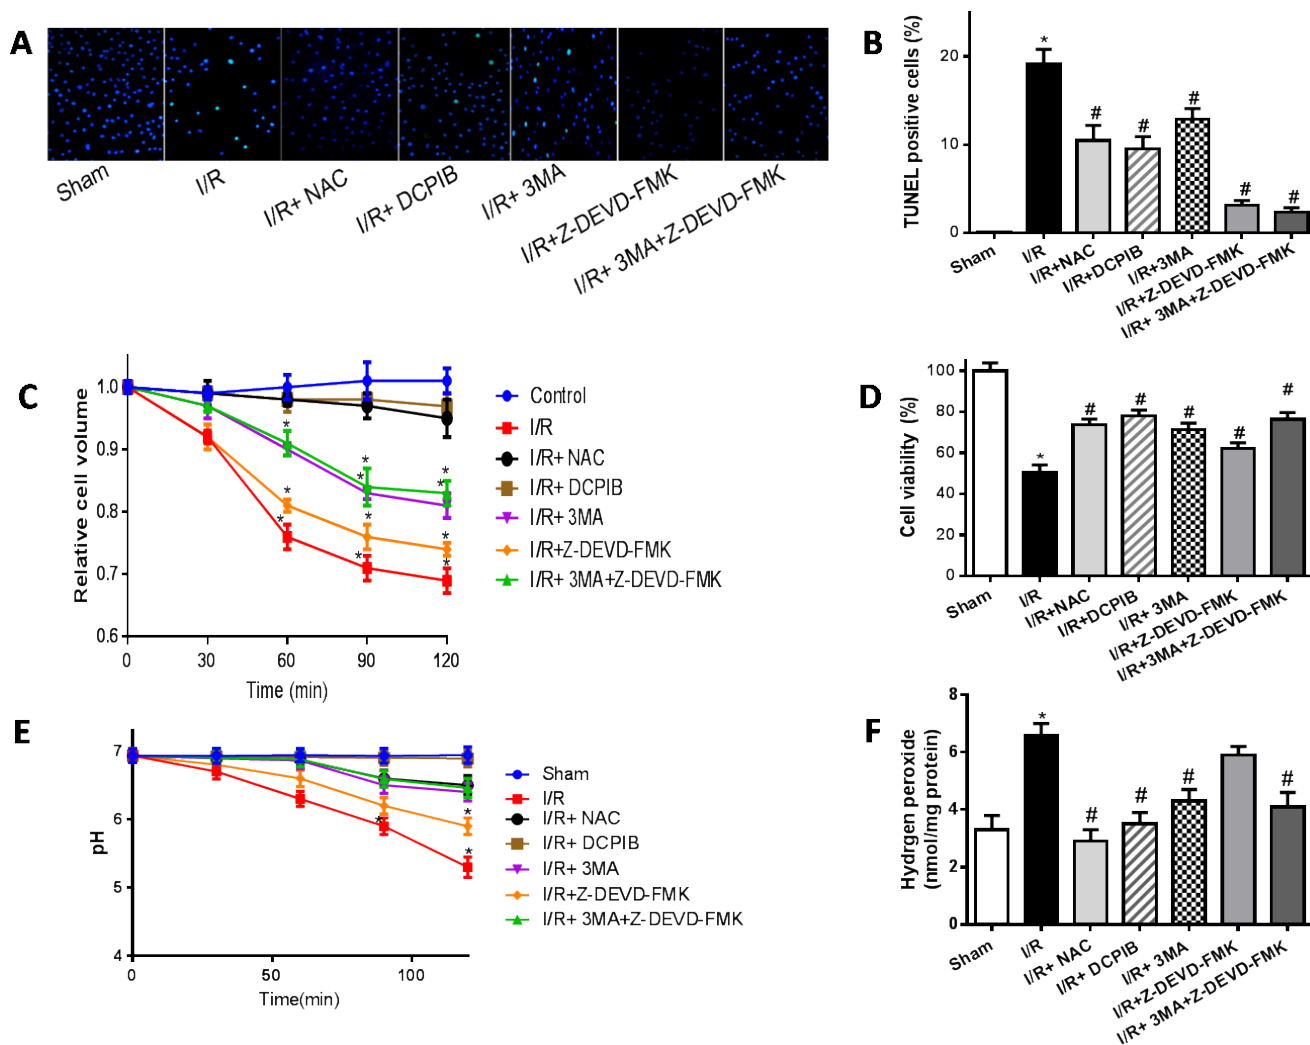 A
Sham
I/R
I/R+ NAC
I/R+ DCPIB
I/R+ 3MA
I/R+Z-DEVD-FMK
I/R+ 3MA+Z-DEVD-FMK
B
TUNEL positive cells (%)
20
10
0
*
#
#
#
#
#
Sham
I/R
I/R+NAC
I/R+DCPIB
I/R+3MA
I/R+Z-DEVD-FMK
I/R+ 3MA+Z-DEVD-FMK
C
Relative cell volume
1.0
0.9
0.8
0.7
0.6
*
*
*
*
*
*
*
*
*
*
*
0
30
60
90
120
Time (min)
Control
I/R
I/R+ NAC
I/R+ DCPIB
I/R+ 3MA
I/R+Z-DEVD-FMK
I/R+ 3MA+Z-DEVD-FMK
D
Cell viability (%)
100
80
60
40
20
0
*
#
#
#
#
#
Sham
I/R
I/R+NAC
I/R+DCPIB
I/R+ 3MA
I/R+Z-DEVD-FMK
I/R+3MA+Z-DEVD-FMK
E
pH
7
6
5
4
*
*
*
0
50
100
Time(min)
Sham
I/R
I/R+ NAC
I/R+ DCPIB
I/R+ 3MA
I/R+Z-DEVD-FMK
I/R+ 3MA+Z-DEVD-FMK
F
Hydrgen peroxide
(nmol/mg protein)
8
6
4
2
0
*
#
#
#
#
Sham
I/R
I/R+ NAC
I/R+ DCPIB
I/R+ 3MA
I/R+Z-DEVD-FMK
I/R+ 3MA+Z-DEVD-FMK